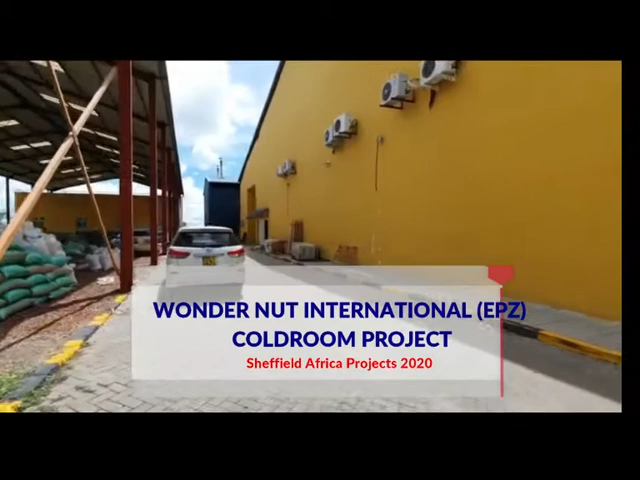 WONDER NUT INTERNATIONAL (EPZ)
COLDROOM PROJECT
Sheffield Africa Projects 2020